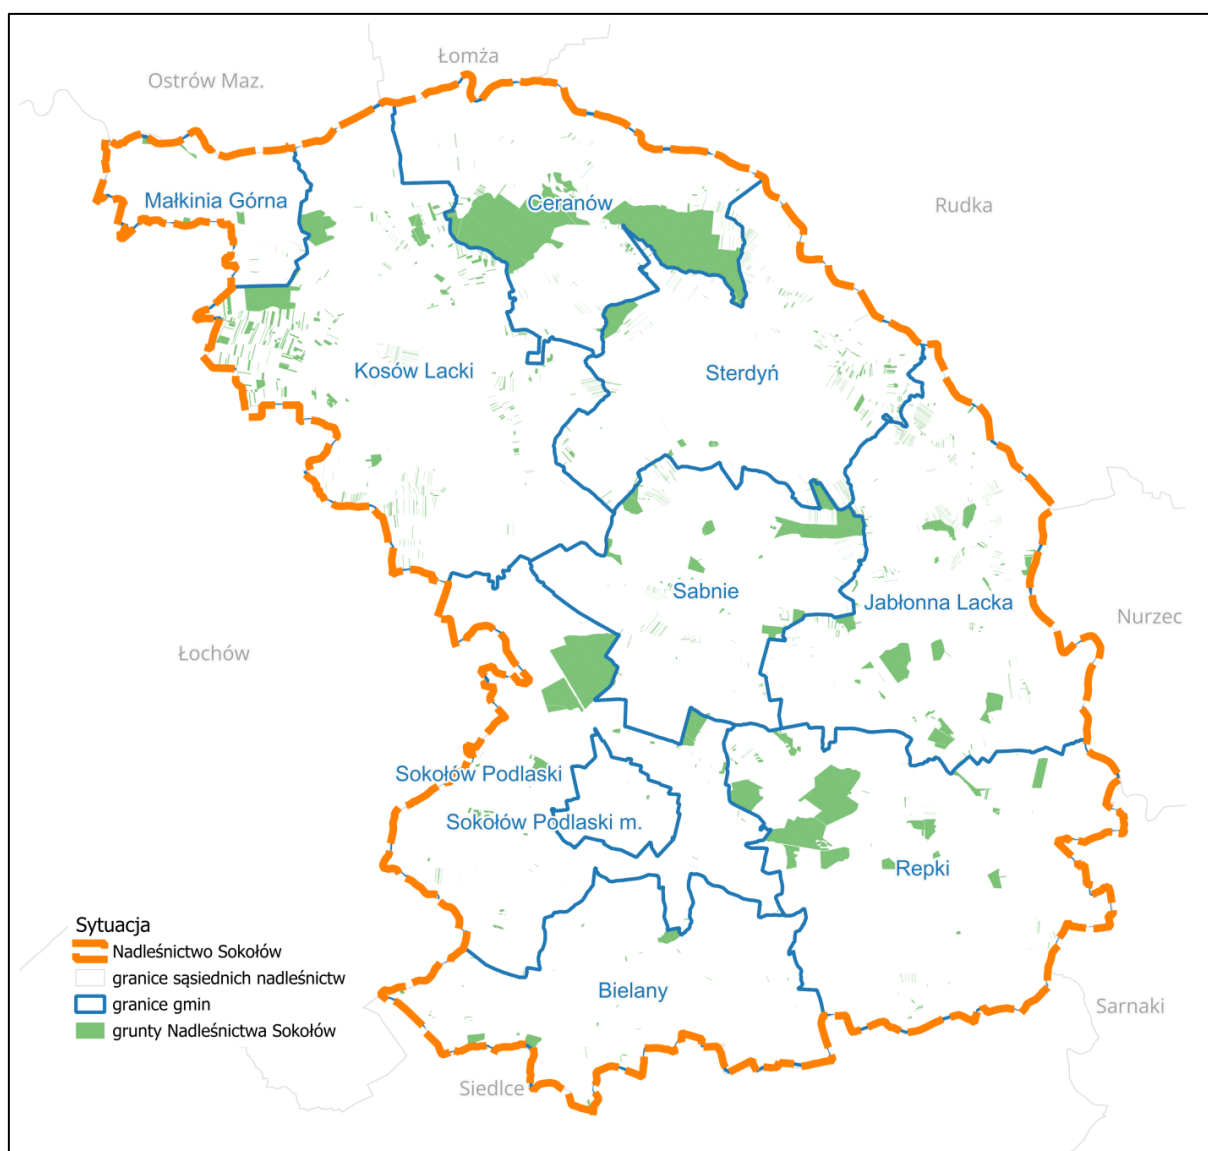 Łomża
Ostrów Maz.
Małkinia Górna
Ceranów
Rudka
Kosów Lacki
Sterdyń
Sabnie
Jabłonna Lacka
Nurzec
Łochów
Sokołów Podlaski
Sokołów Podlaski m.
Repki
Sytuacja
Nadleśnictwo Sokołów
granice sąsiednich nadleśnictw
granice gmin
grunty Nadleśnictwa Sokołów
Bielany
Sarnaki
Siedlce